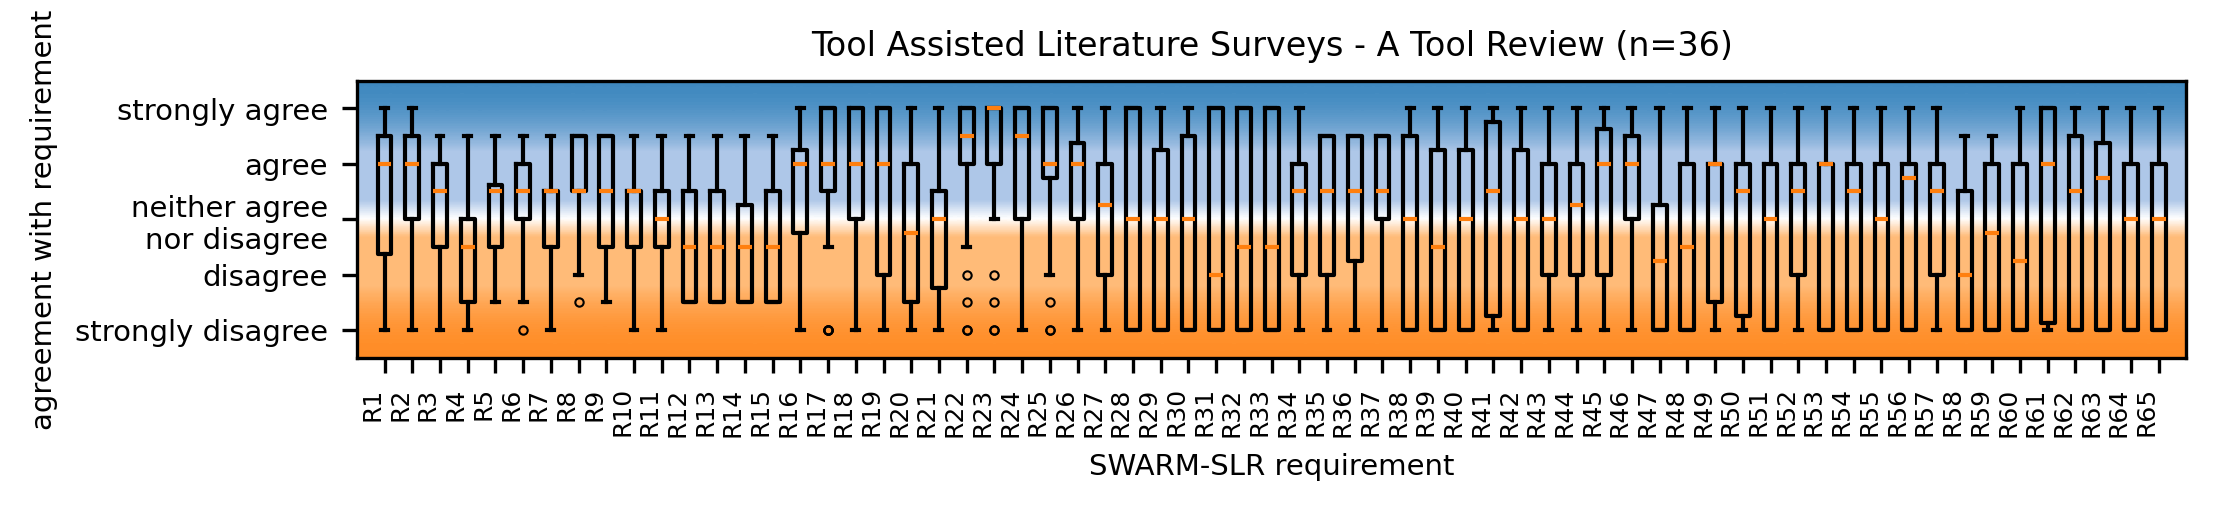 Tool Assisted Literature Surveys - A Tool Review (n=36)
agreement with requirement
strongly agree
agree
neither agree
nor disagree
disagree
strongly disagree
R1
R2
R3
R4
R5
R6
R7
R8
R9
R10
R11
R12
R13
R14
R15
R16
R17
R18
R19
R20
R21
R22
R23
R24
R25
R26
R27
R28
R29
R30
R31
R32
R33
R34
R35
R36
R37
R38
R39
R40
R41
R42
R43
R44
R45
R46
R47
R48
R49
R50
R51
R52
R53
R54
R55
R56
R57
R58
R59
R60
R61
R62
R63
R64
R65
SWARM-SLR requirement